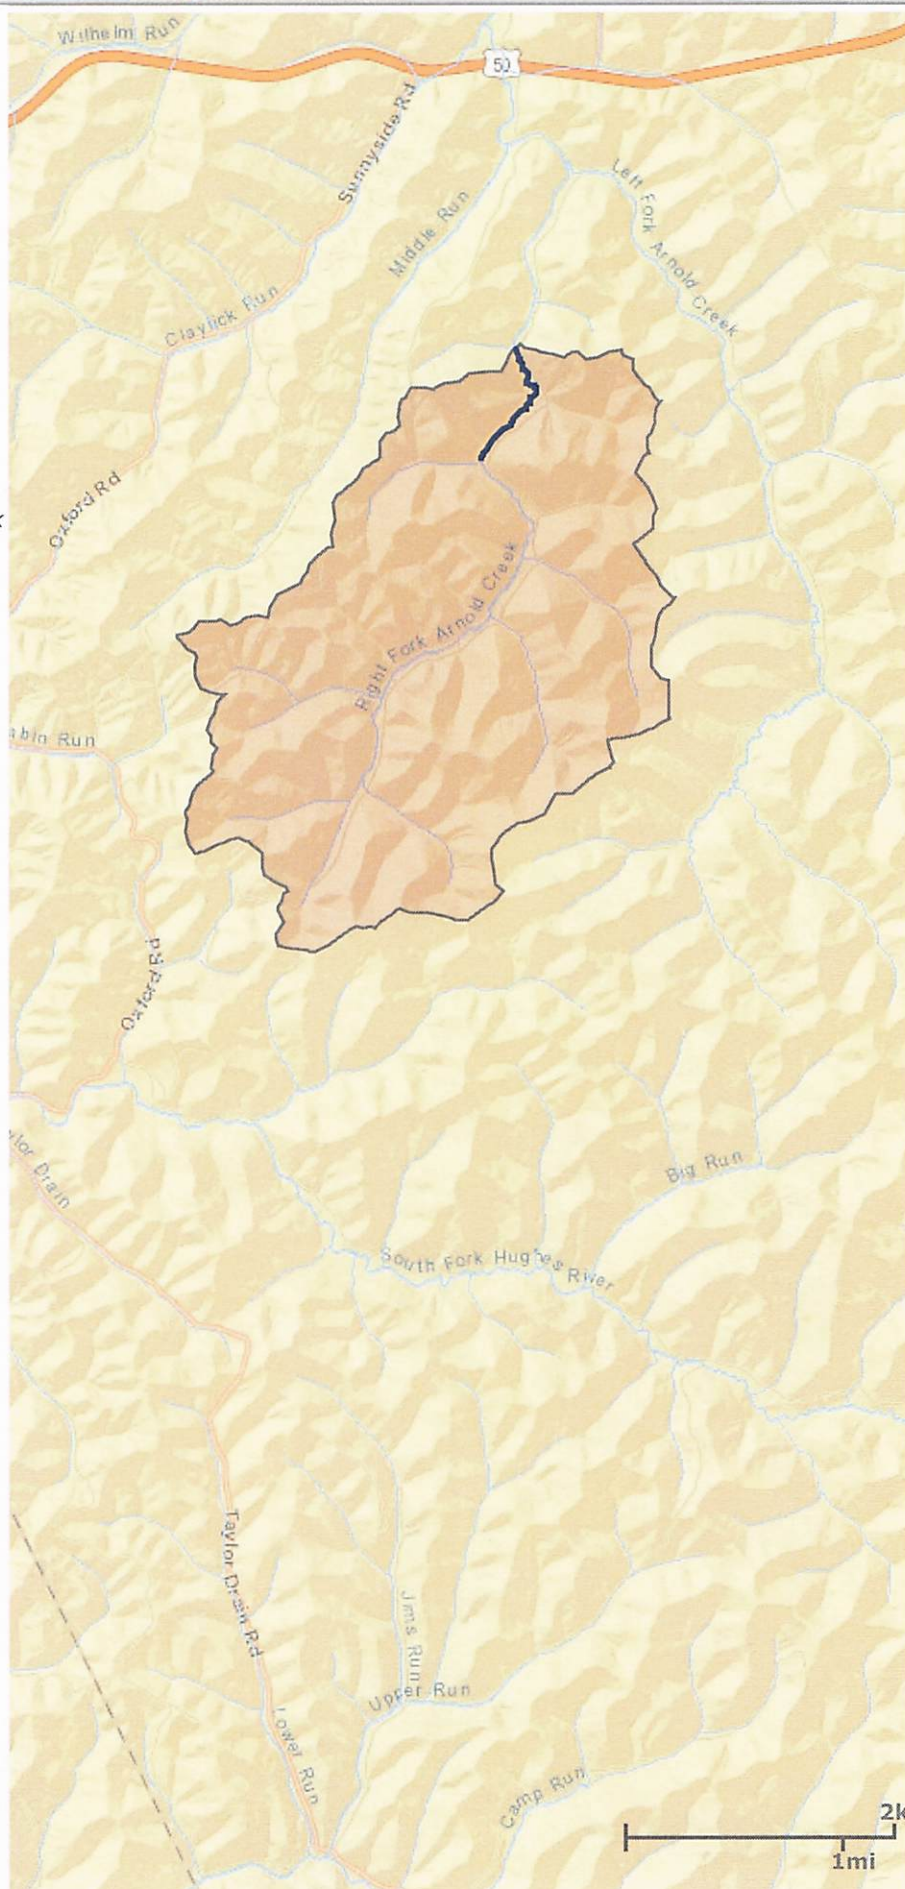 Wilhelm Run
50
Sunnyside Rd
Left Fork Arnold Creek
Middle Run
Claylick Run
Oxford Rd
Right Fork Arnold Creek
abin Run
Oxford Rd
ylor Drain
Big Run
South Fork Hughes River
Taylor Drain Rd
Jims Run
Upper Run
Lower Run
Camp Run
2k
1mi